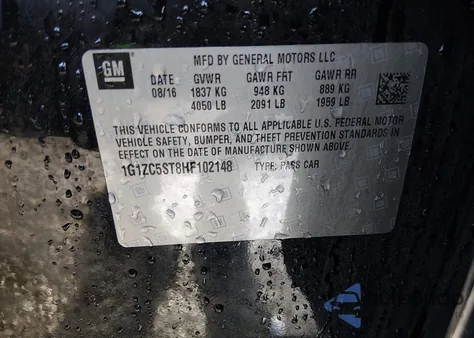 GM
MFD BY GENERAL MOTORS LLC
DATE GVWR GAWR FRT GAWR RR
08/16 1837 KG 948 KG 889 KG
4050 LB 2091 LB 1959 LB
THIS VEHICLE CONFORMS TO ALL APPLICABLE U.S. FEDERAL MOTOR
VEHICLE SAFETY, BUMPER, AND THEFT PREVENTION STANDARDS
IN EFFECT ON THE DATE OF MANUFACTURE SHOWN ABOVE.
1G1ZC5ST8HF102148 TYPE: PASS CAR